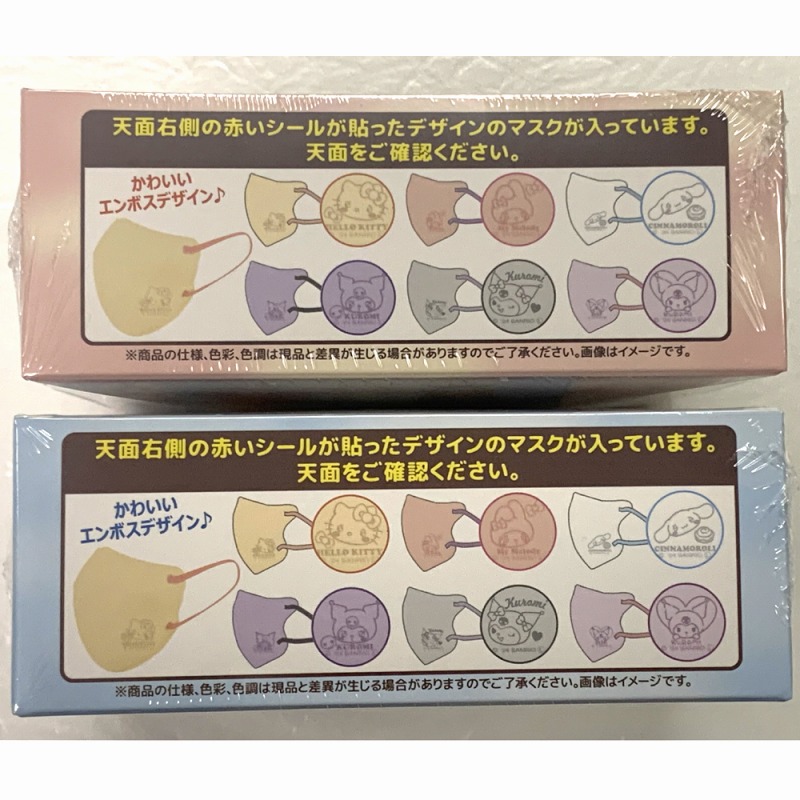 天面右側の赤いシールが貼ったデザインのマスクが入っています。
天面をご確認ください。
かわいい
エンボスデザイン♪
HELLO KITTY
My Melody
CINNAMOROLL
KUROMI
Kuromi
※商品の仕様、色彩、色調は現品と差異が生じる場合がありますのでご了承ください。画像はイメージです。
天面右側の赤いシールが貼ったデザインのマスクが入っています。
天面をご確認ください。
かわいい
エンボスデザイン♪
HELLO KITTY
My Melody
CINNAMOROLL
KUROMI
Kuromi
※商品の仕様、色彩、色調は現品と差異が生じる場合がありますのでご了承ください。画像はイメージです。